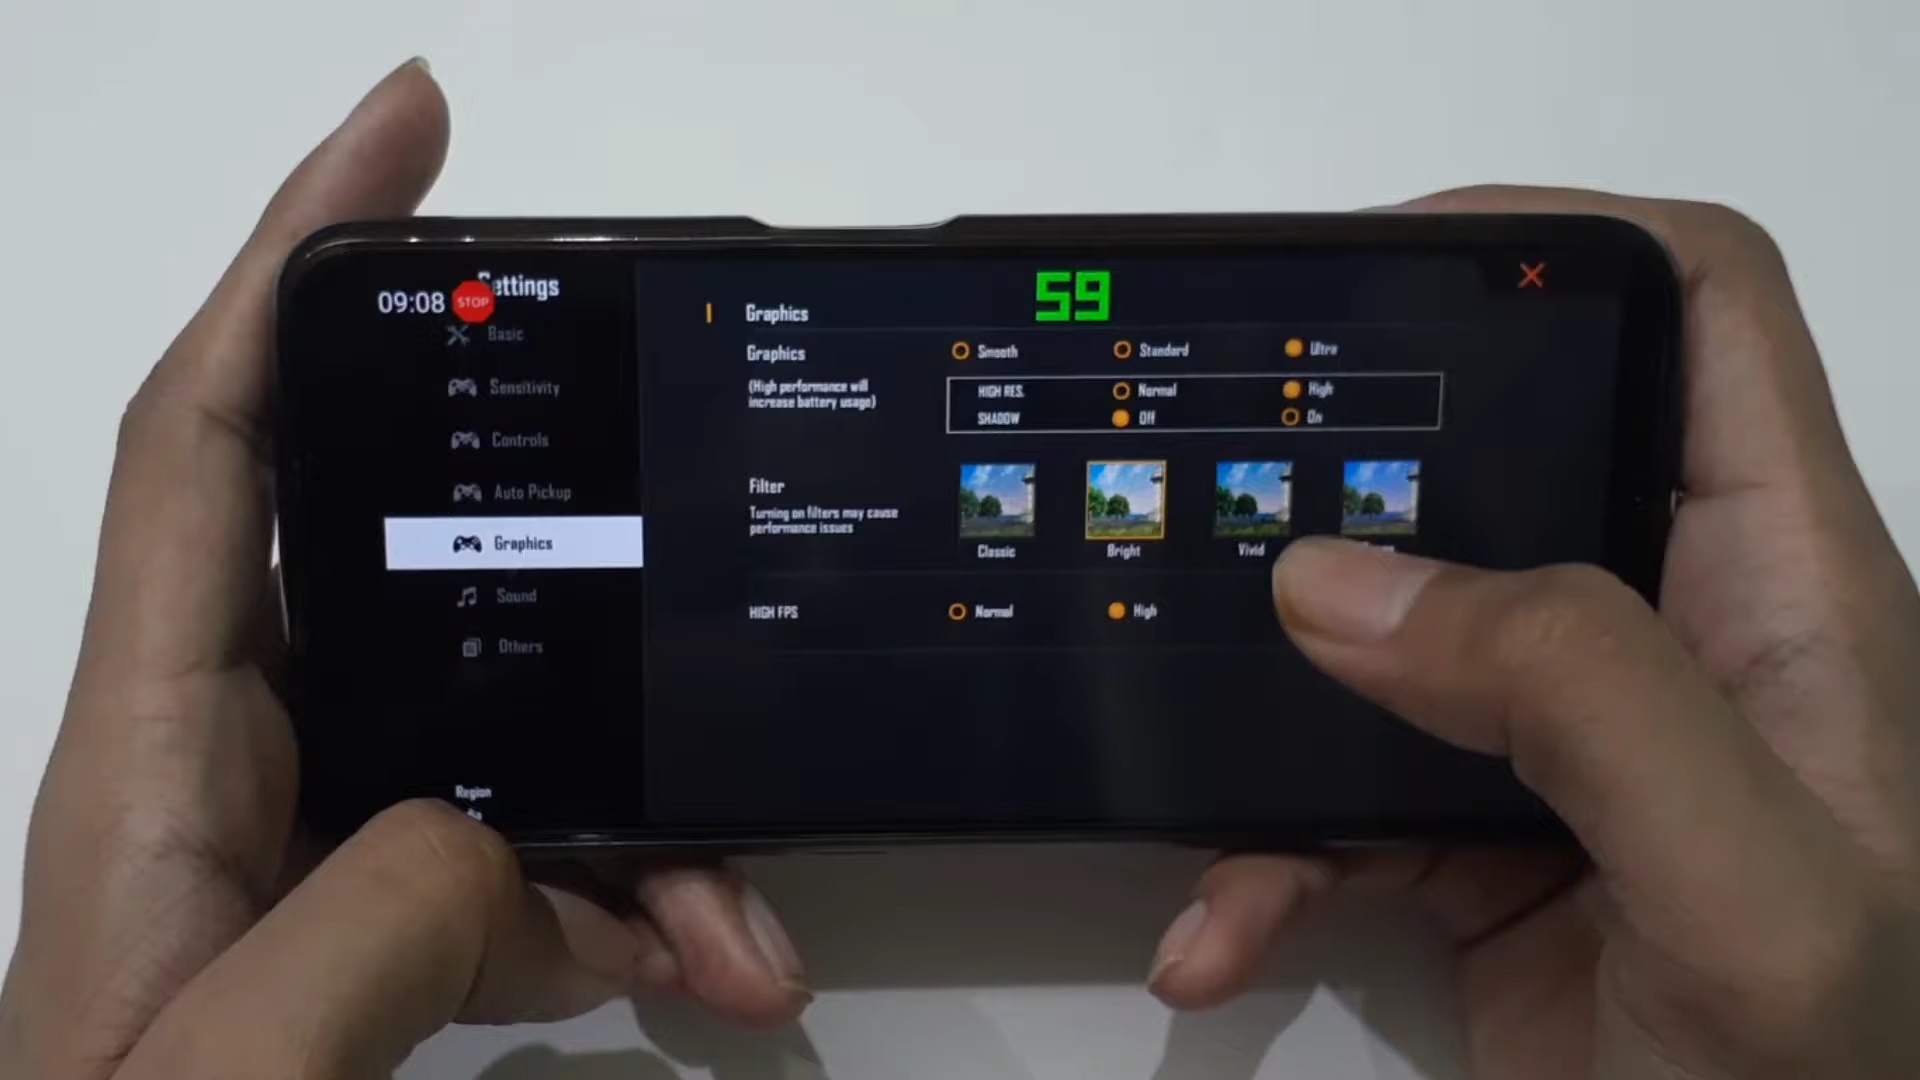 09:08
STOP
Settings
Basic
Sensitivity
Controls
Auto Pickup
Graphics
Sound
Others
Region
59
Graphics
Graphics
Smooth
Standard
Ultra
(High performance will
increase battery usage)
HIGH RES.
Normal
High
SHADOW
Off
On
Filter
Turning on filters may cause
performance issues
Classic
Bright
Vivid
HIGH FPS
Normal
High